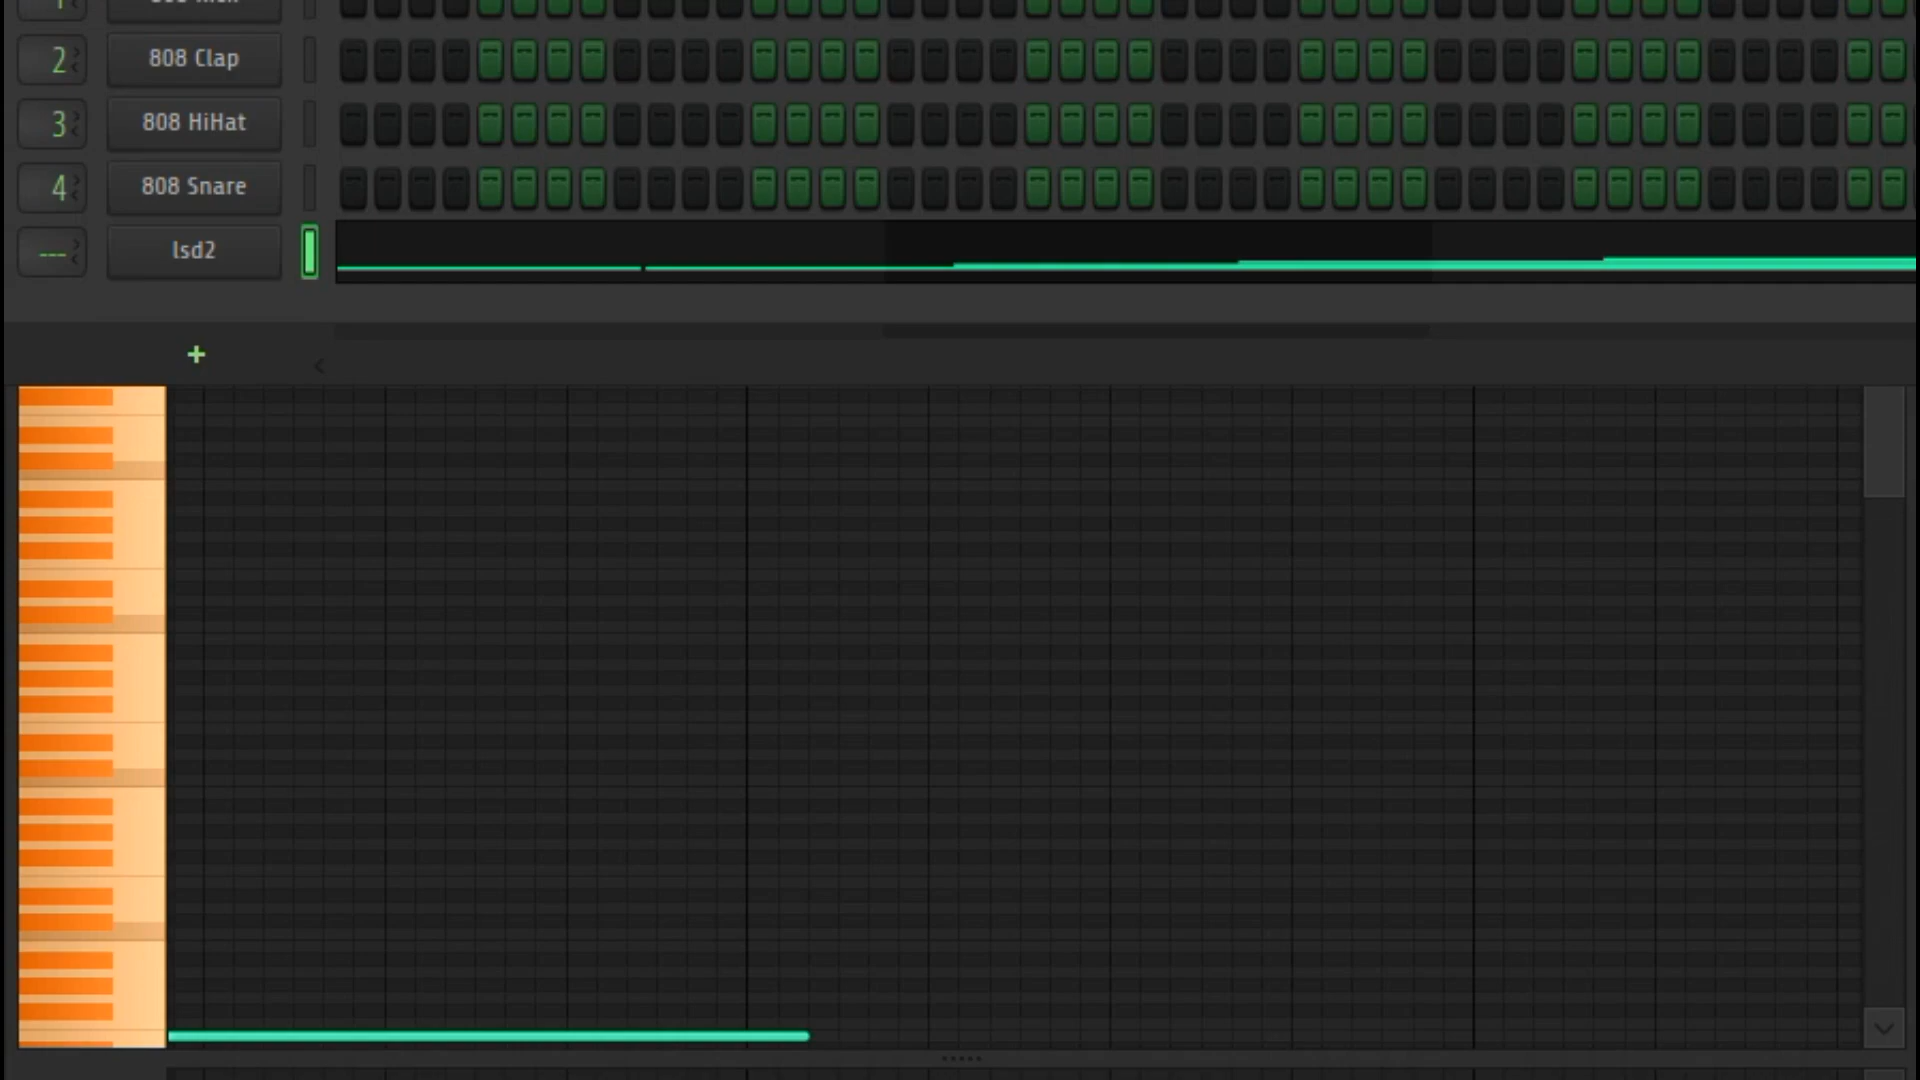 2 808 Clap
3 808 HiHat
4 808 Snare
--- lsd2
+